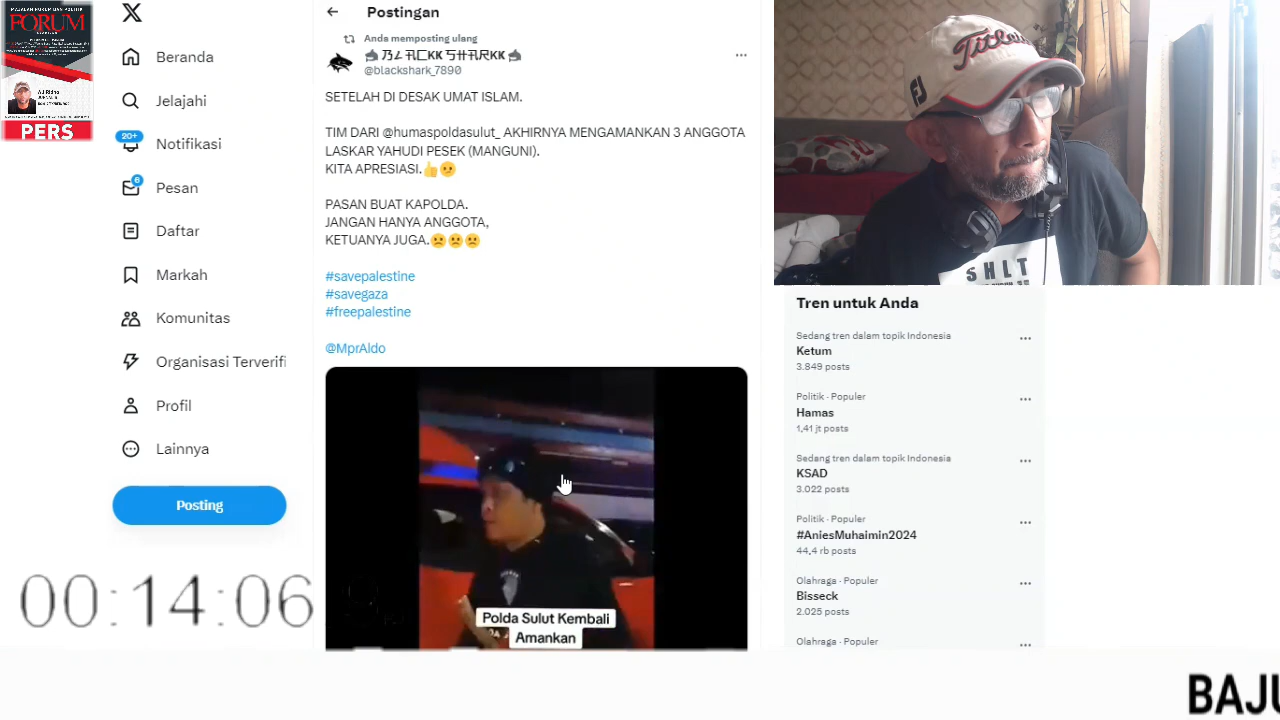 MAJALAH HUKUM DAN POLITIK
FORUM
PERS
Beranda
Jelajahi
20+
Notifikasi
6
Pesan
Daftar
Markah
Komunitas
Organisasi Terverifi
Profil
Lainnya
Posting
00:14:06
Postingan
Anda memposting ulang
@blackshark_7890
SETELAH DI DESAK UMAT ISLAM.
TIM DARI @humaspoldasulut_ AKHIRNYA MENGAMANKAN 3 ANGGOTA
LASKAR YAHUDI PESEK (MANGUNI).
KITA APRESIASI.👍😕
PASAN BUAT KAPOLDA.
JANGAN HANYA ANGGOTA,
KETUANYA JUGA.😠😠😠
#savepalestine
#savegaza
#freepalestine
@MprAldo
Polda Sulut Kembali
Amankan
Titleist
SHLT
Tren untuk Anda
Sedang tren dalam topik Indonesia
Ketum
3.849 posts
Politik · Populer
Hamas
1,41 jt posts
Sedang tren dalam topik Indonesia
KSAD
3.022 posts
Politik · Populer
#AniesMuhaimin2024
44,4 rb posts
Olahraga · Populer
Bisseck
2.025 posts
Olahraga · Populer
BAJU